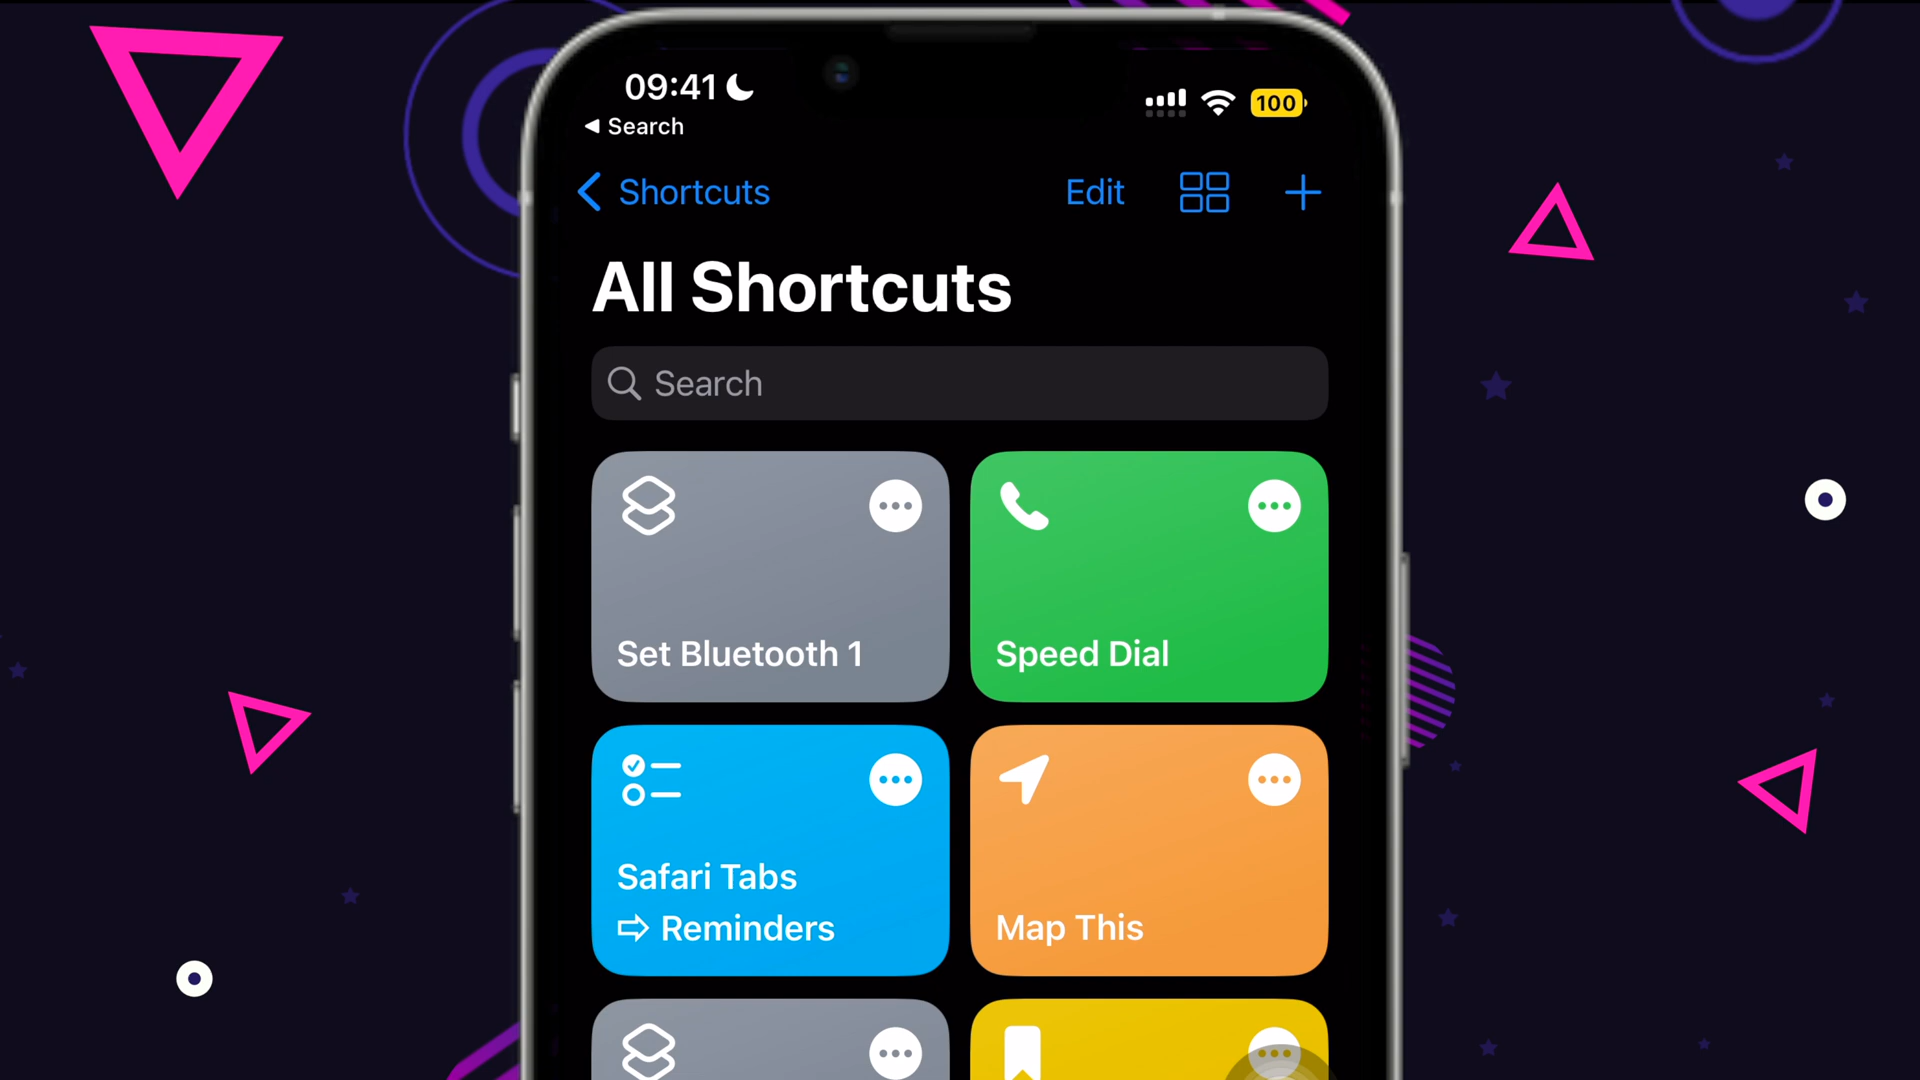 09:41
100
Search
Shortcuts
Edit
All Shortcuts
Search
Set Bluetooth 1
Speed Dial
Safari Tabs
⇨ Reminders
Map This